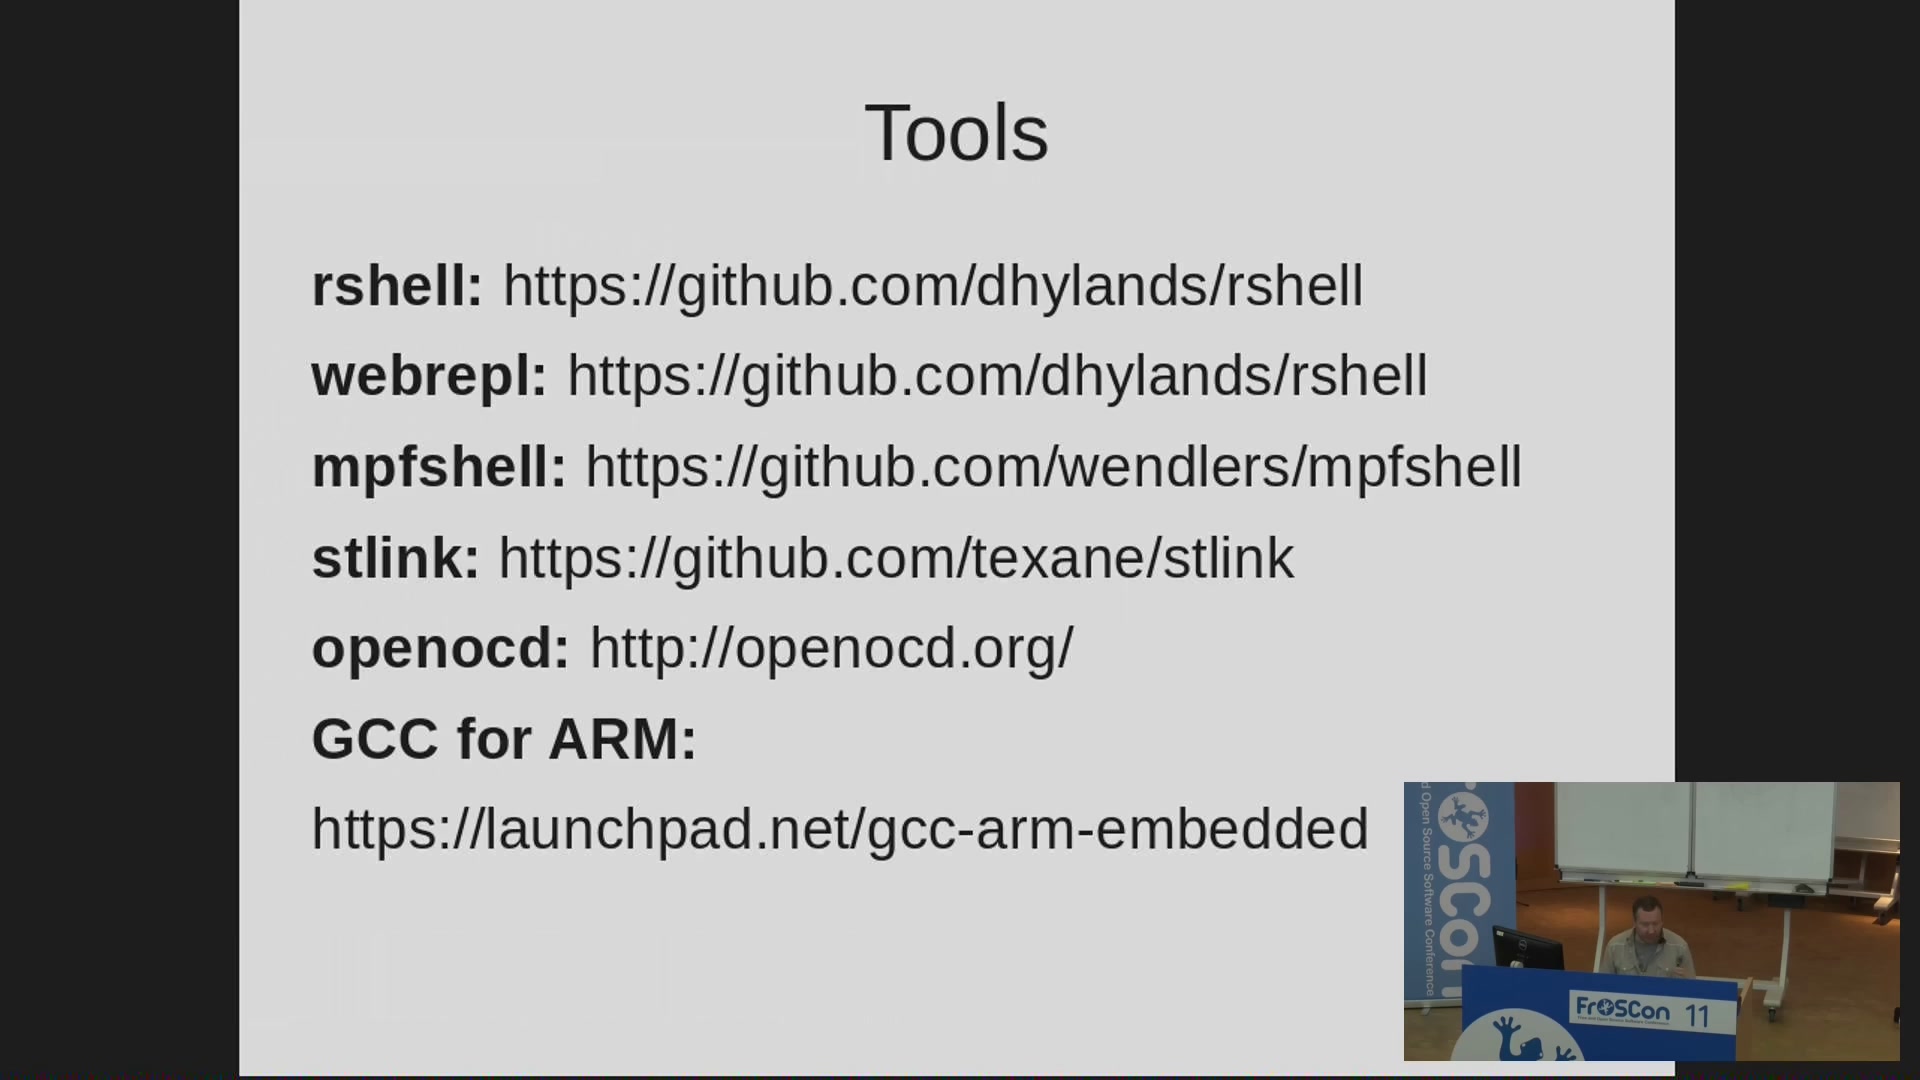 Tools
rshell: https://github.com/dhylands/rshell
webrepl: https://github.com/dhylands/rshell
mpfshell: https://github.com/wendlers/mpfshell
stlink: https://github.com/texane/stlink
openocd: http://openocd.org/
GCC for ARM:
https://launchpad.net/gcc-arm-embedded
d Open Source Software Conference
OSCon
FrOSCon 11